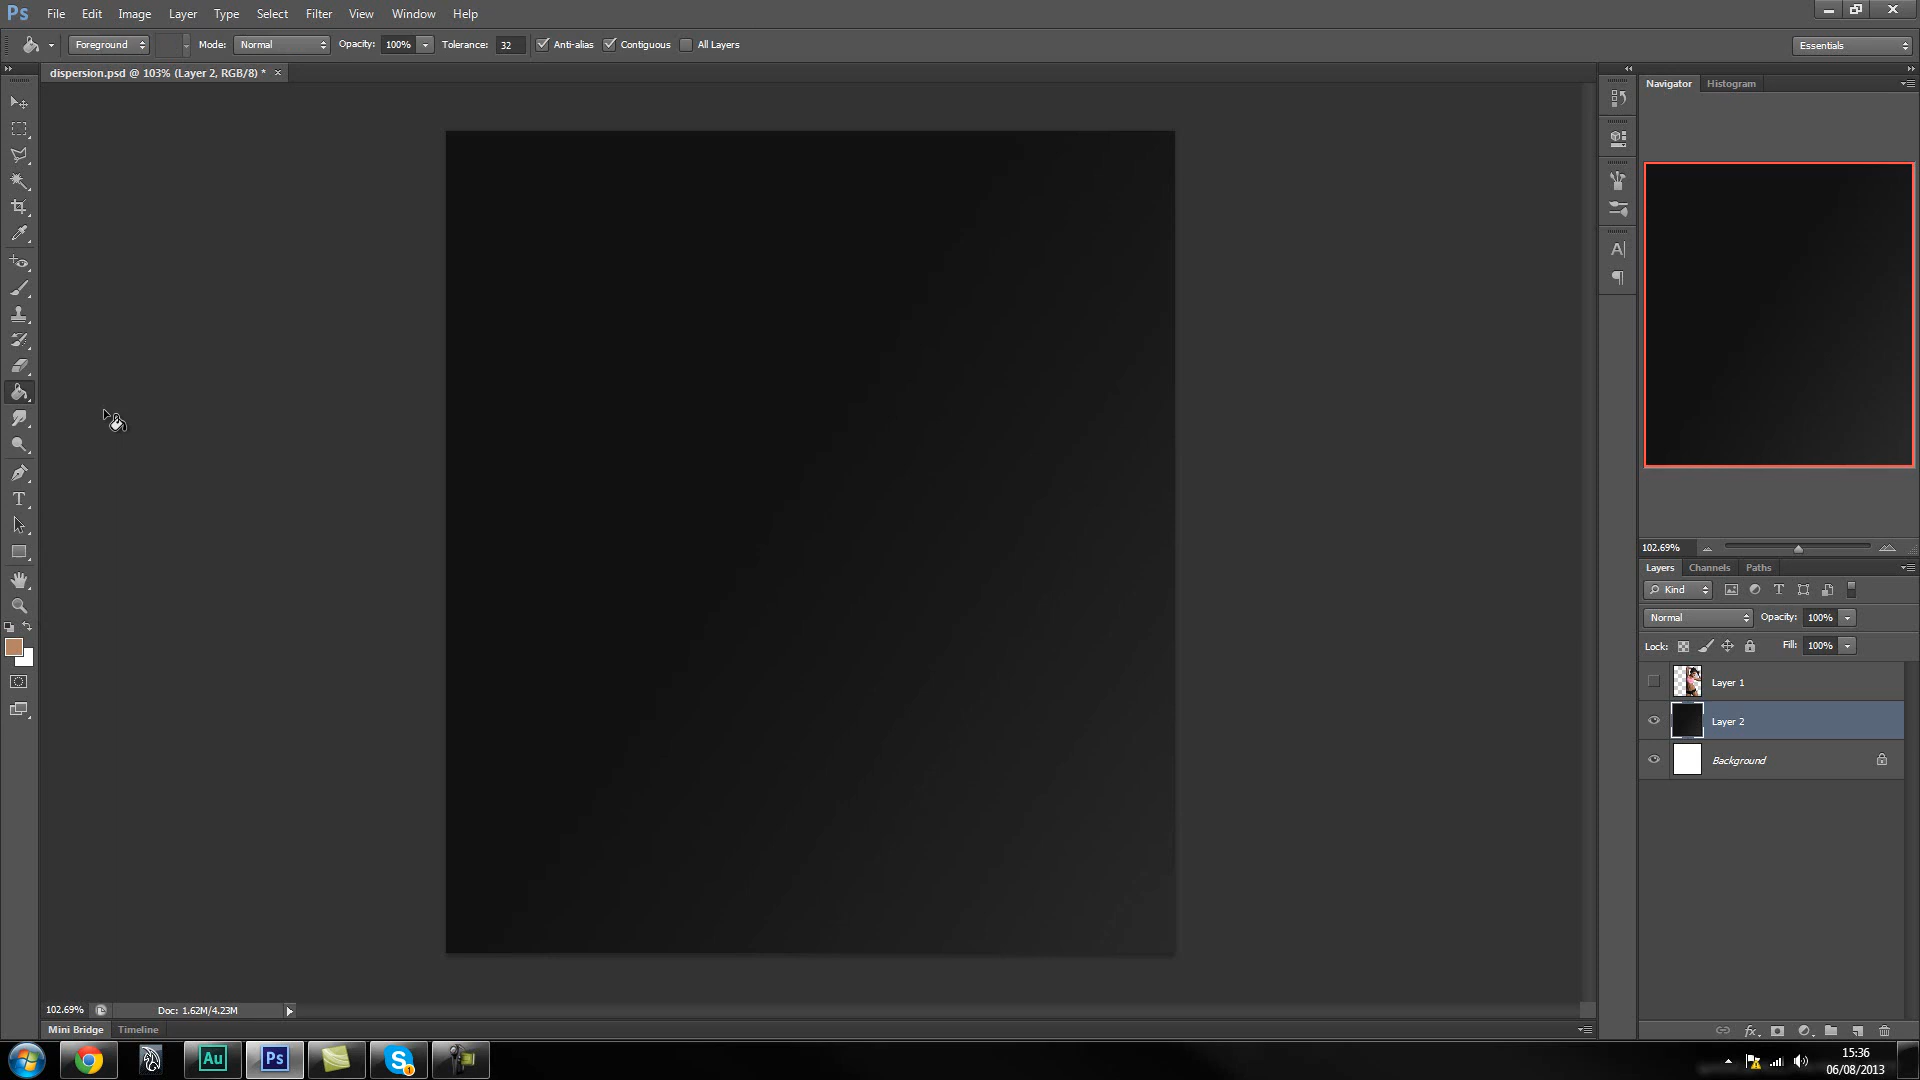 Ps File Edit Image Layer Type Select Filter View Window Help
Foreground Mode: Normal Opacity: 100% Tolerance: 32 Anti-alias Contiguous All Layers Essentials
dispersion.psd @ 103% (Layer 2, RGB/8) * ×
Navigator Histogram
102.69%
Layers Channels Paths
Kind
Normal Opacity: 100%
Lock: Fill: 100%
Layer 1
Layer 2
Background
102.69% Doc: 1.62M/4.23M
Mini Bridge Timeline
Au Ps S 1
15:36
06/08/2013